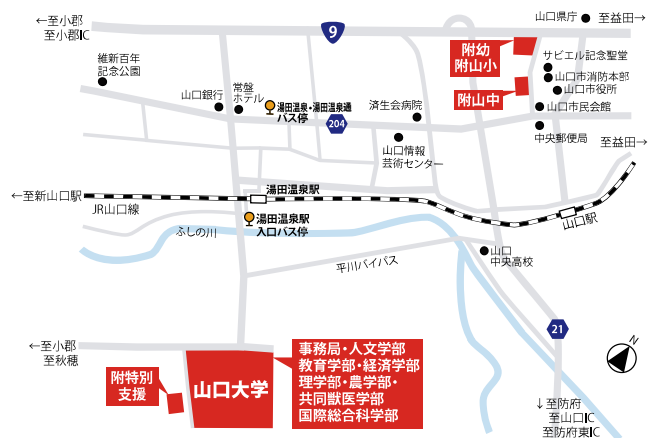 ←至小郡
至小郡IC
9
山口県庁
至益田→
附幼
附山小
サビエル記念聖堂
山口市消防本部
山口市役所
維新百年
記念公園
山口銀行
常盤
ホテル
湯田温泉・湯田温泉通
バス停
204
済生会病院
附山中
山口市民会館
中央郵便局
至益田→
山口情報
芸術センター
←至新山口駅
JR山口線
湯田温泉駅
湯田温泉駅
入口バス停
ふしの川
山口駅
平川バイパス
山口
中央高校
21
←至小郡
至秋穂
附特別
支援
山口大学
事務局・人文学部
教育学部・経済学部
理学部・農学部・
共同獣医学部
国際総合科学部
N
↓至防府
至山口IC
至防府東IC